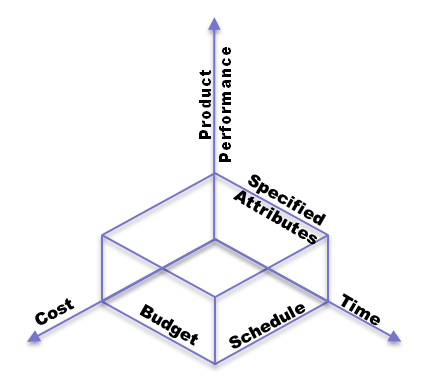 Product
Performance
Specified
Attributes
Cost
Budget
Schedule
Time